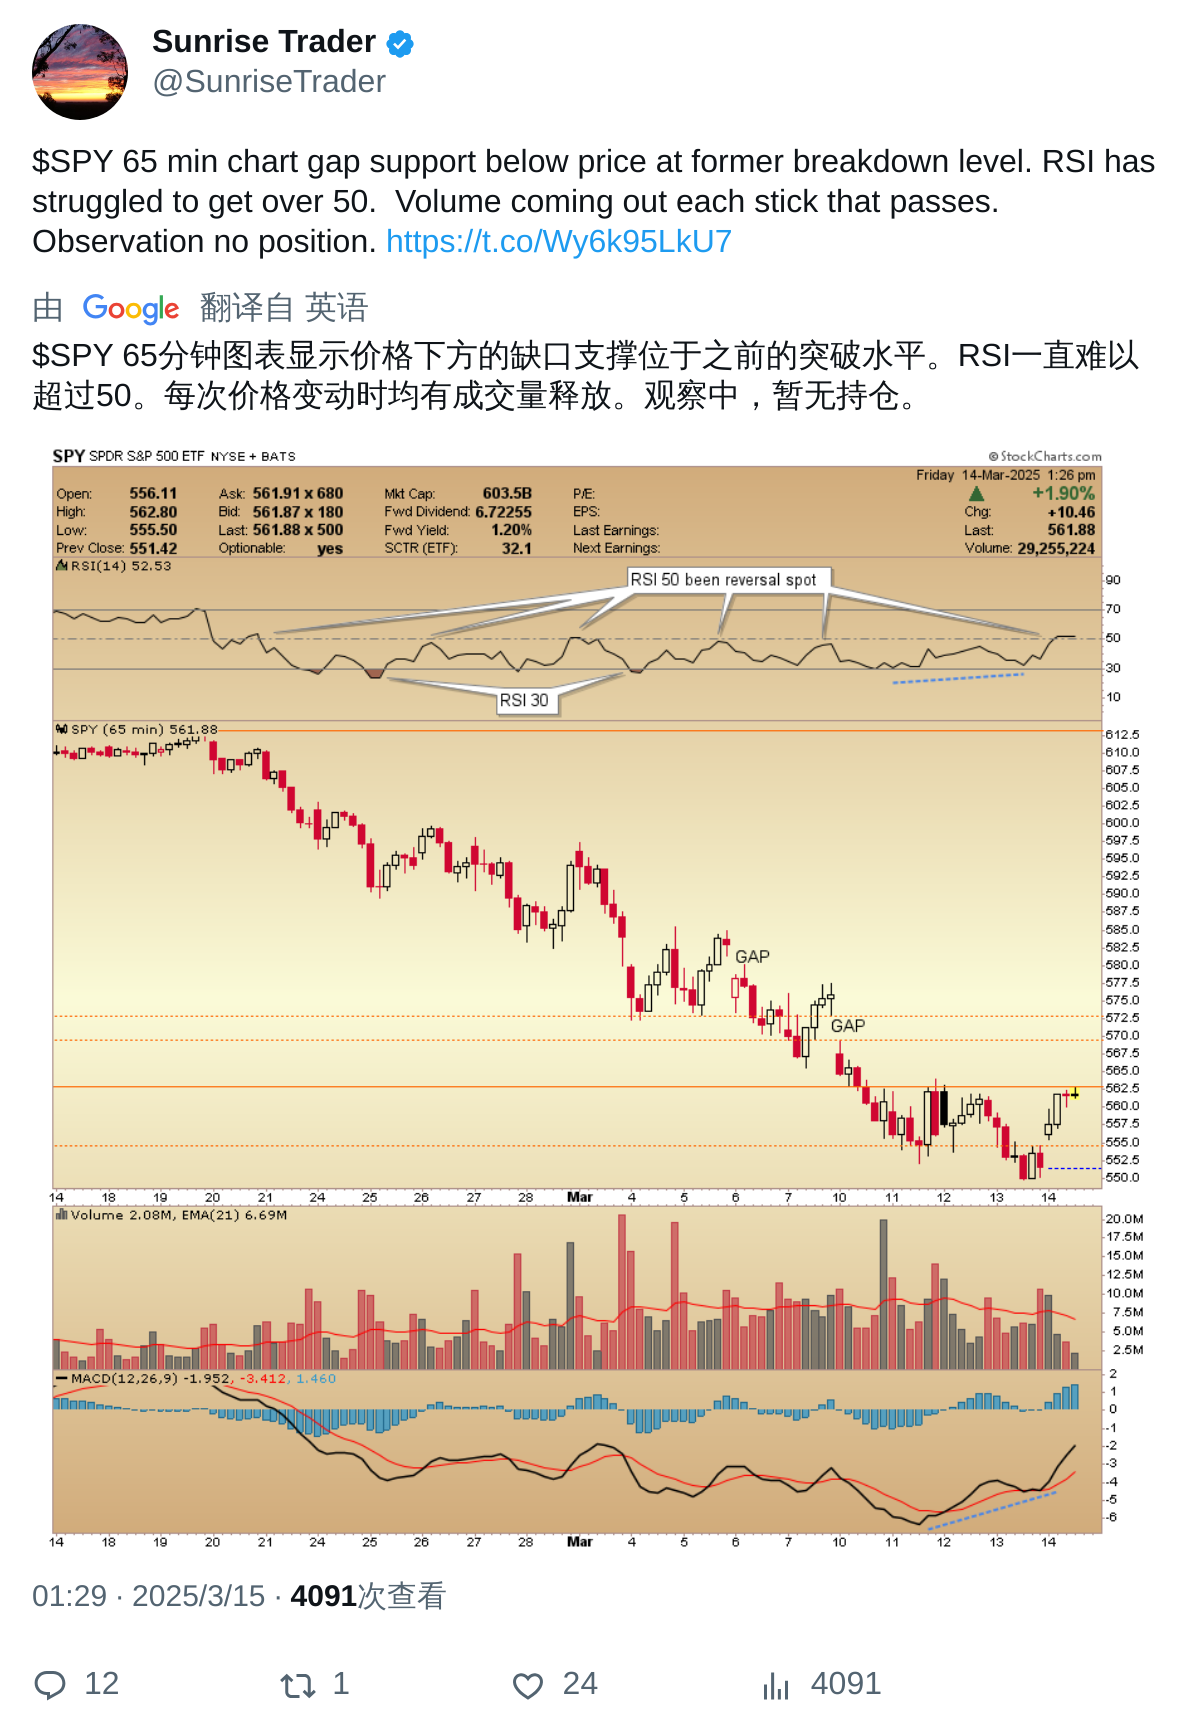 Sunrise Trader
@SunriseTrader
$SPY 65 min chart gap support below price at former breakdown level. RSI has
struggled to get over 50.  Volume coming out each stick that passes.
Observation no position. https://t.co/Wy6k95LkU7
由 Google 翻译自 英语
$SPY 65分钟图表显示价格下方的缺口支撑位于之前的突破水平。RSI一直难以
超过50。每次价格变动时均有成交量释放。观察中，暂无持仓。
SPY SPDR S&P 500 ETF NYSE + BATS © StockCharts.com
Friday 14-Mar-2025 1:26 pm
Open: 556.11 Ask: 561.91 x 680 Mkt Cap: 603.5B P/E: ▲ +1.90%
High: 562.80 Bid: 561.87 x 180 Fwd Dividend: 6.72255 EPS: Chg: +10.46
Low: 555.50 Last: 561.88 x 500 Fwd Yield: 1.20% Last Earnings: Last: 561.88
Prev Close: 551.42 Optionable: yes SCTR (ETF): 32.1 Next Earnings: Volume: 29,255,224
RSI(14) 52.53
RSI 50 been reversal spot
90
70
50
30
RSI 30
10
SPY (65 min) 561.88
612.5
610.0
607.5
605.0
602.5
600.0
597.5
595.0
592.5
590.0
587.5
585.0
582.5
GAP
580.0
577.5
575.0
572.5
GAP
570.0
567.5
565.0
562.5
560.0
557.5
555.0
552.5
550.0
14 18 19 20 21 24 25 26 27 28 Mar 4 5 6 7 10 11 12 13 14
Volume 2.08M, EMA(21) 6.69M
20.0M
17.5M
15.0M
12.5M
10.0M
7.5M
5.0M
2.5M
MACD(12,26,9) -1.952, -3.412, 1.460
2
1
0
-1
-2
-3
-4
-5
-6
14 18 19 20 21 24 25 26 27 28 Mar 4 5 6 7 10 11 12 13 14
01:29 · 2025/3/15 · 4091次查看
12 1 24 4091